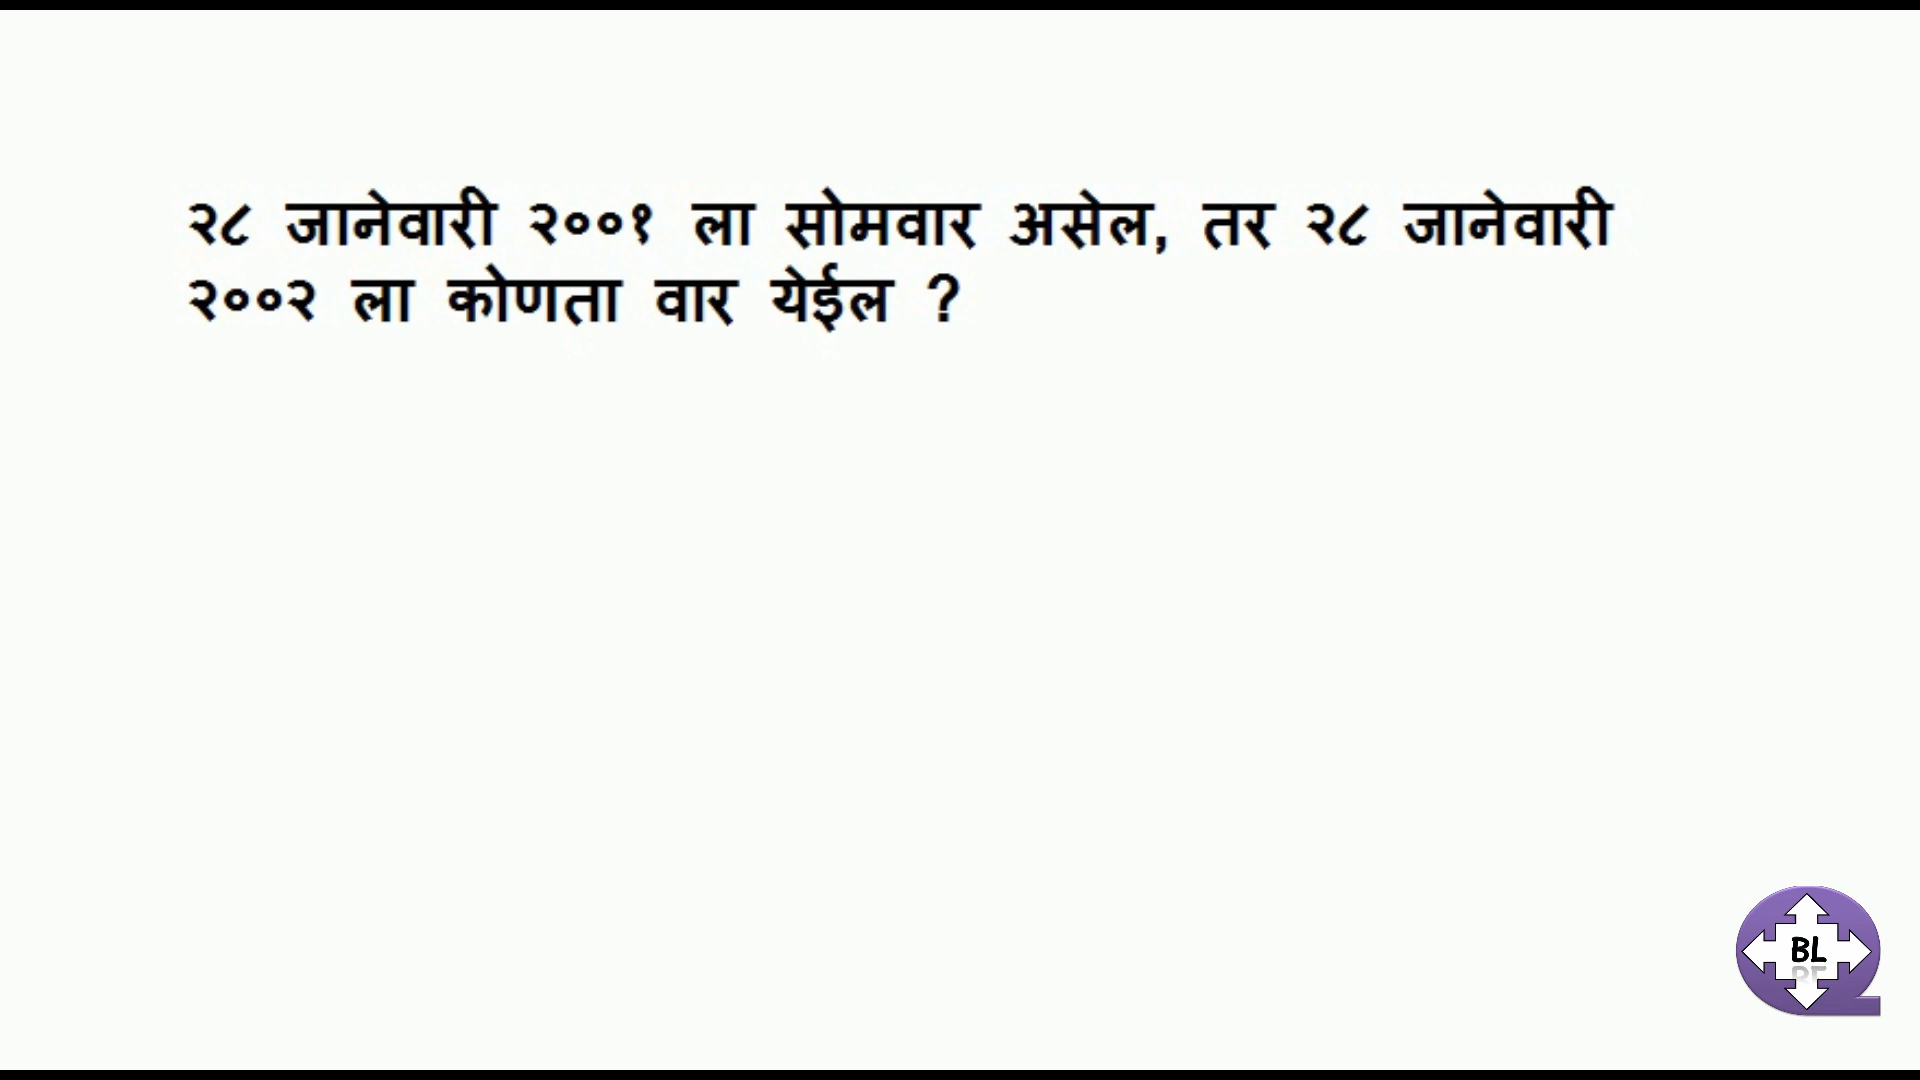 २८ जानेवारी २००१ ला सोमवार असेल, तर २८ जानेवारी
२००२ ला कोणता वार येईल ?
BL